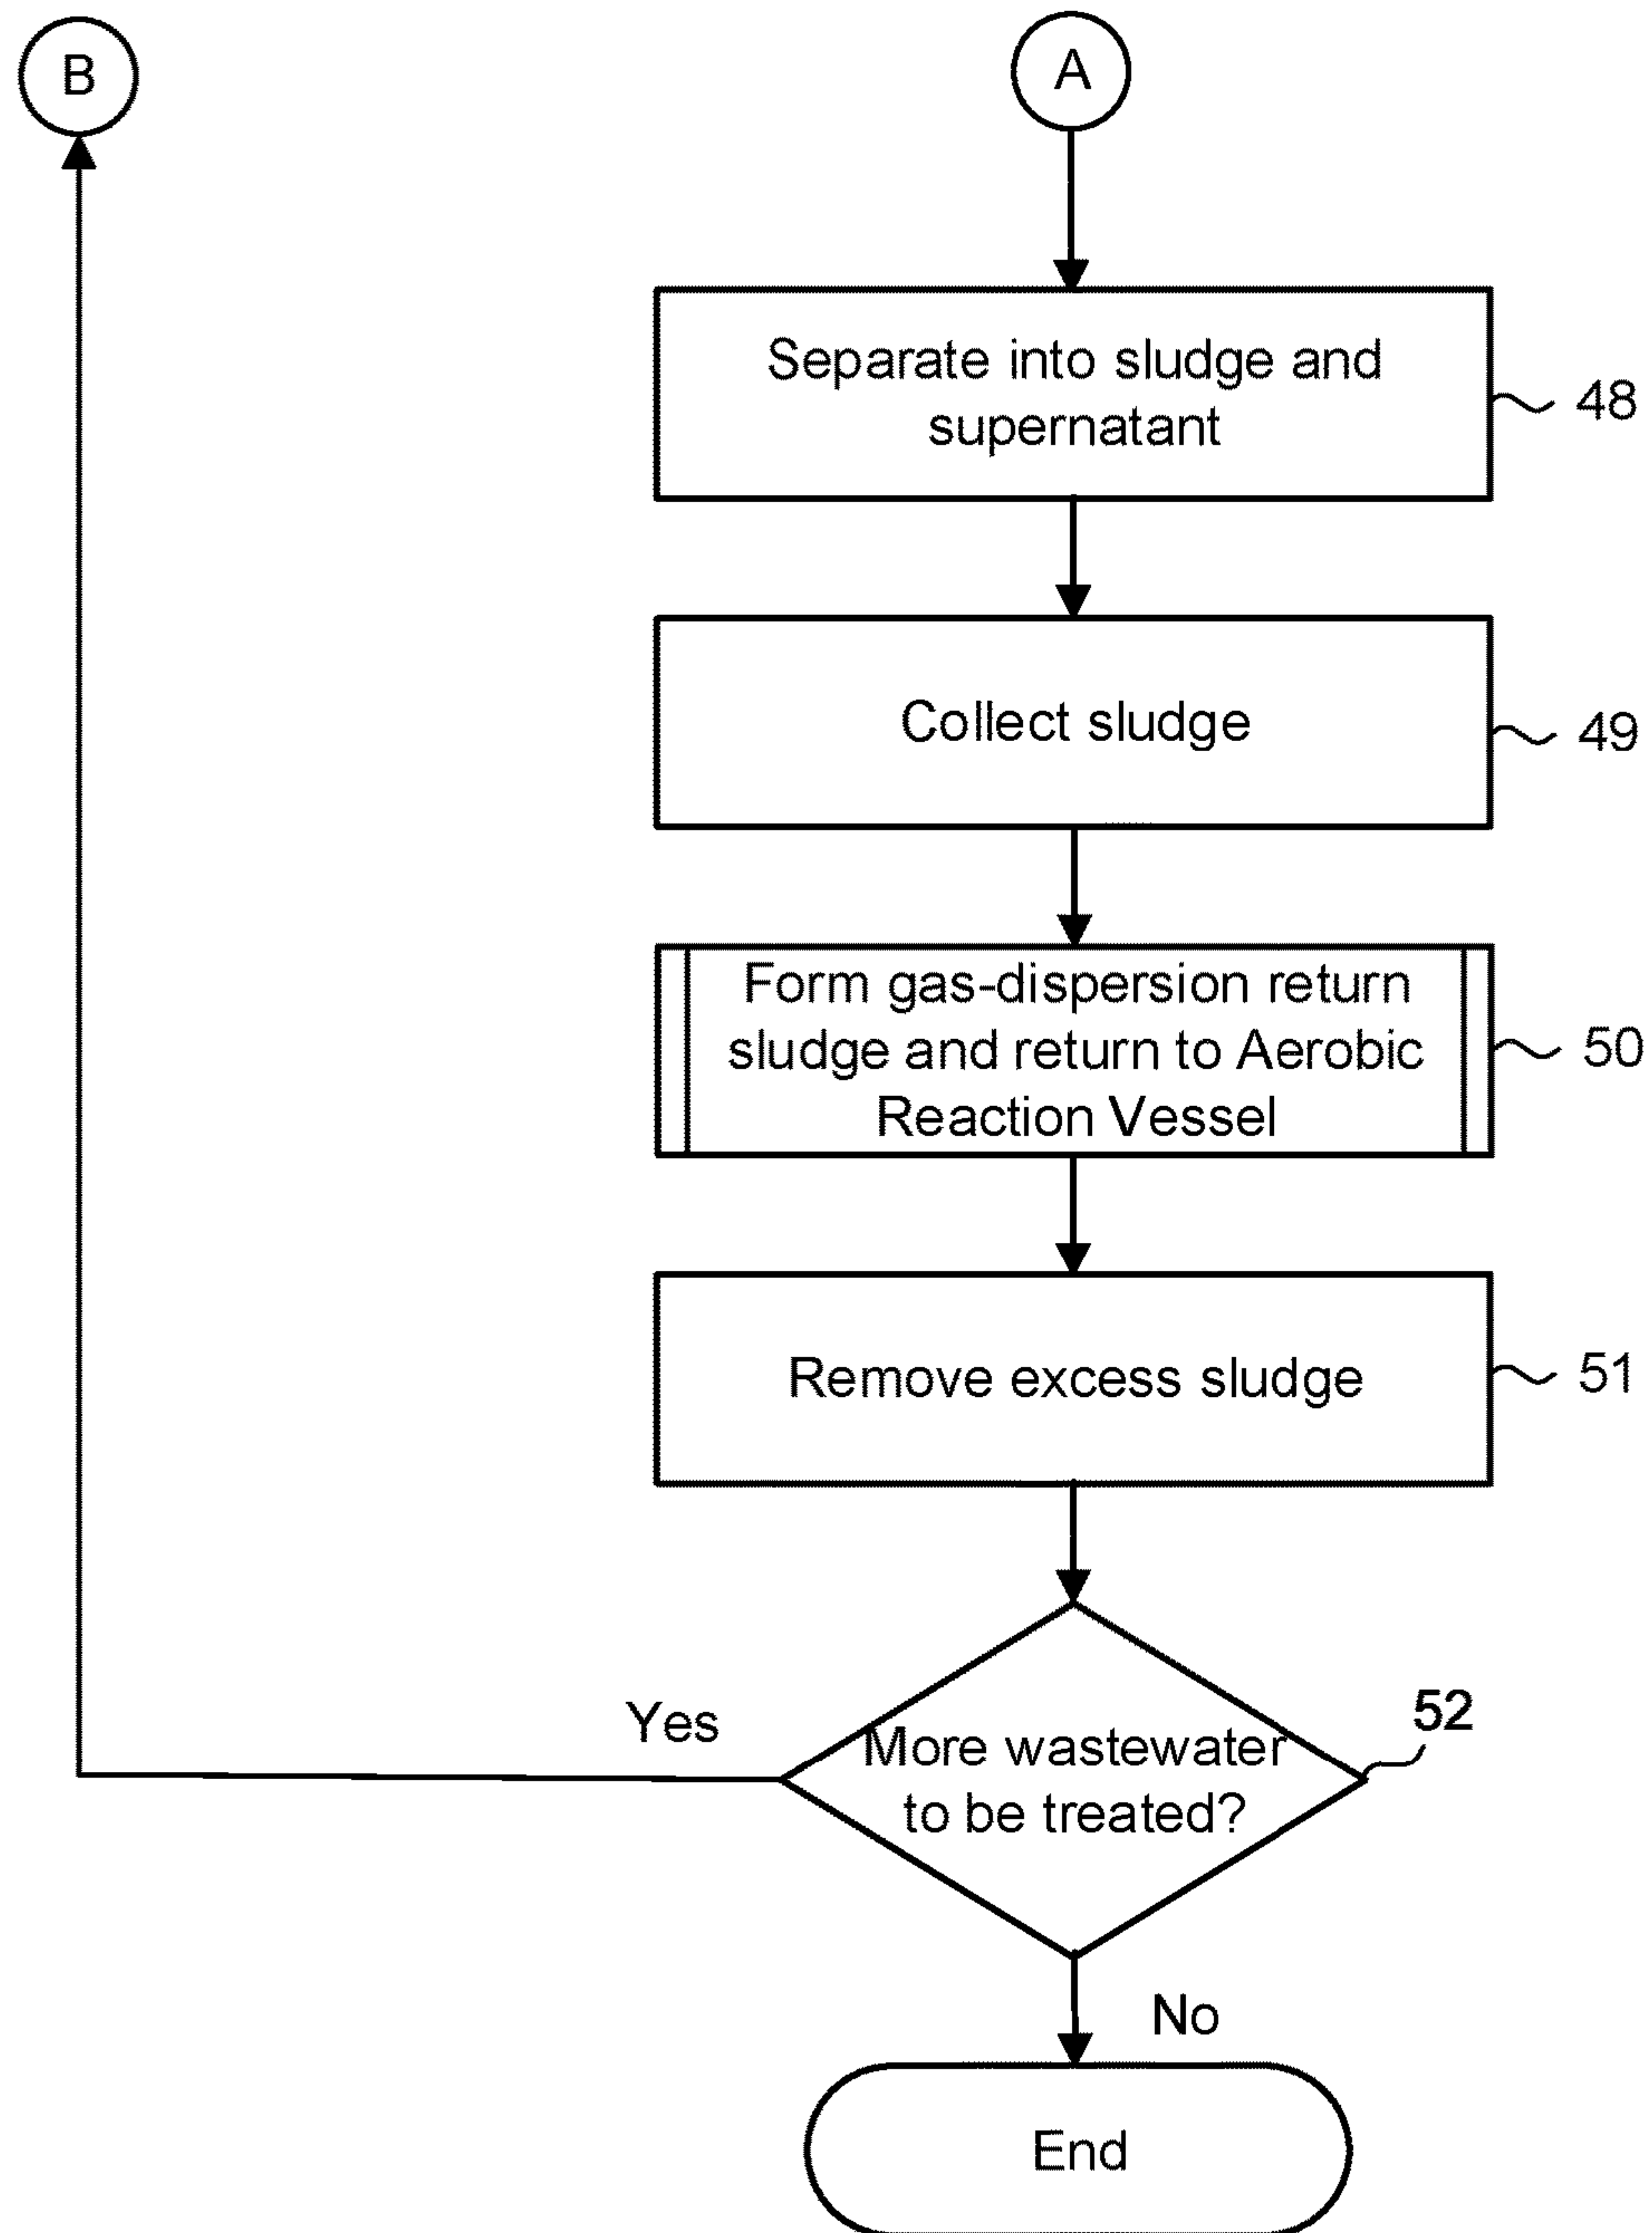 B
A
Separate into sludge and
supernatant
48
Collect sludge
49
Form gas-dispersion return
sludge and return to Aerobic
Reaction Vessel
50
Remove excess sludge
51
Yes
52
More wastewater
to be treated?
No
End